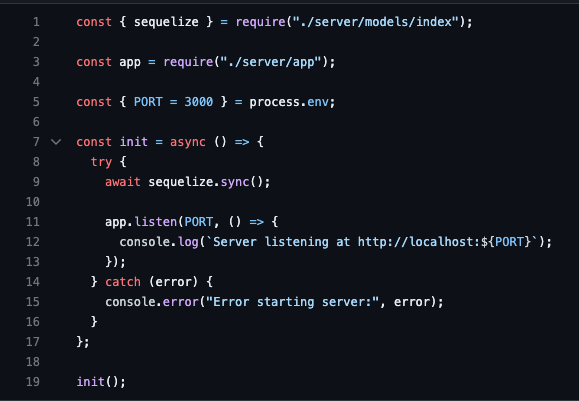 1 const { sequelize } = require("./server/models/index");
2
3 const app = require("./server/app");
4
5 const { PORT = 3000 } = process.env;
6
7 const init = async () => {
8 try {
9 await sequelize.sync();
10
11 app.listen(PORT, () => {
12 console.log(`Server listening at http://localhost:${PORT}`);
13 });
14 } catch (error) {
15 console.error("Error starting server:", error);
16 }
17 };
18
19 init();